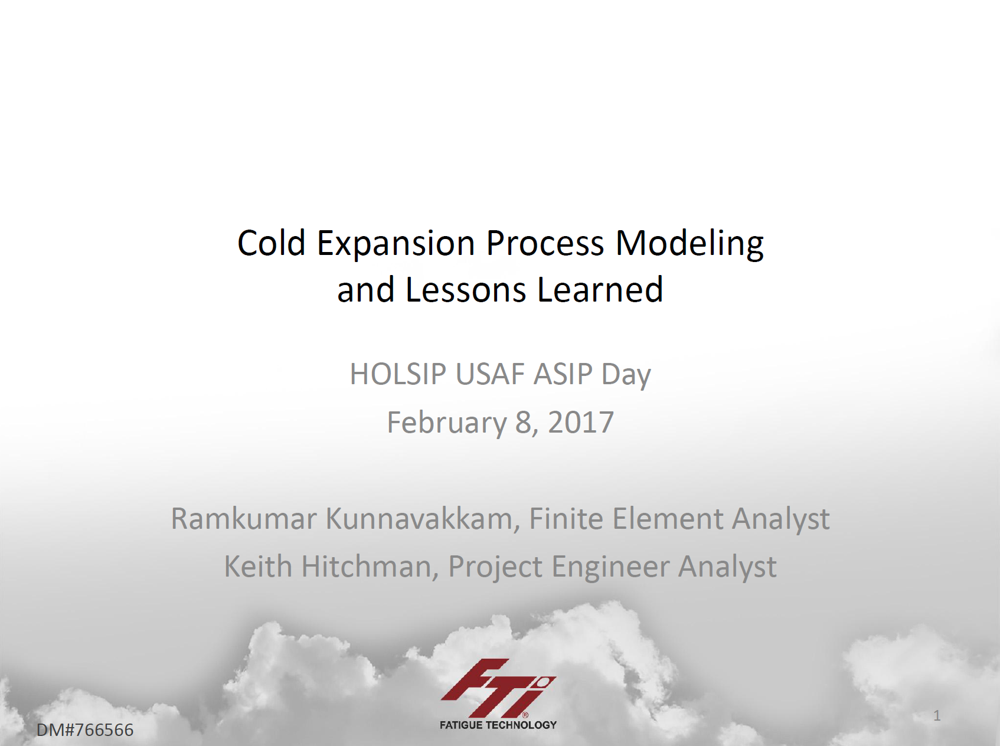 Cold Expansion Process Modeling
and Lessons Learned
HOLSIP USAF ASIP Day
February 8, 2017
Ramkumar Kunnavakkam, Finite Element Analyst
Keith Hitchman, Project Engineer Analyst
FTi®
FATIGUE TECHNOLOGY
DM#766566
1